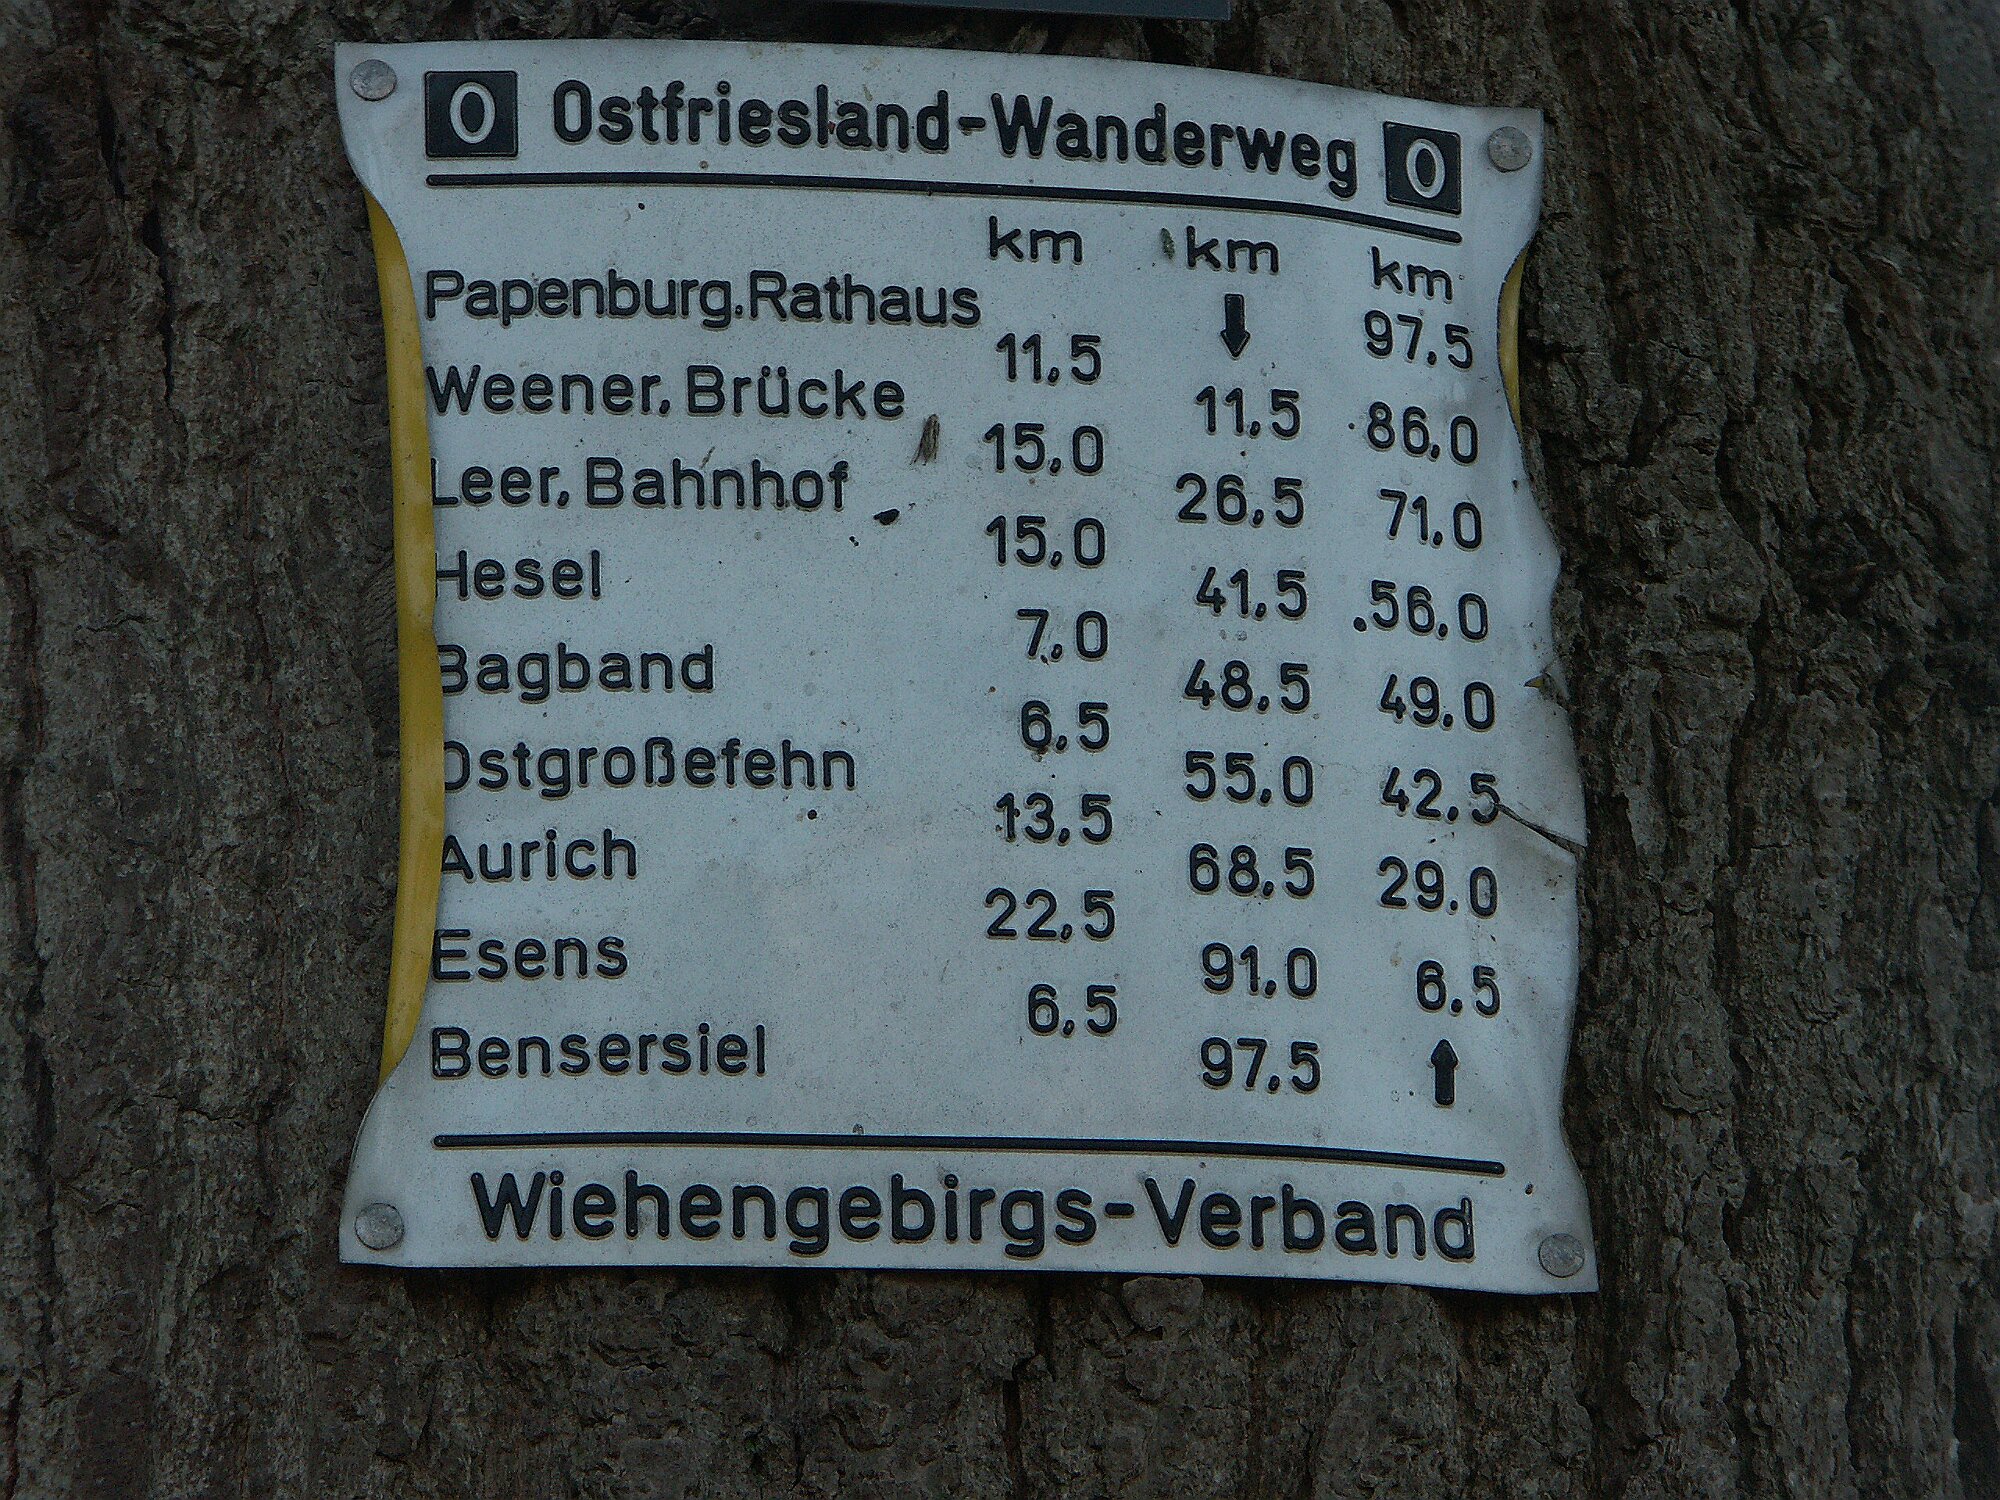 O Ostfriesland-Wanderweg O
km km km
Papenburg.Rathaus ↓ 97,5
11,5
Weener, Brücke 11,5 86,0
15,0
Leer, Bahnhof 26,5 71,0
15,0
Hesel 41,5 56,0
7,0
Bagband 48,5 49,0
6,5
Ostgroßefehn 55,0 42,5
13,5
Aurich 68,5 29.0
22,5
Esens 91,0 6,5
6,5
Bensersiel 97,5 ↑
Wiehengebirgs-Verband